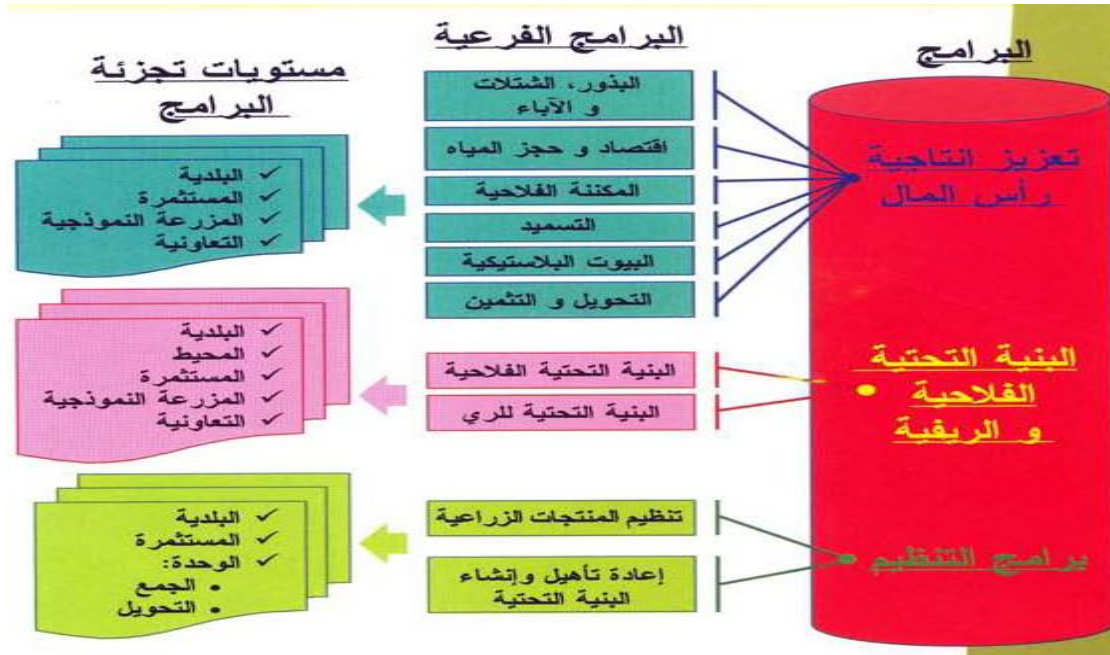 البرامج
تعزيز انتاجية
رأس المال
البنية التحتية
الفلاحية
و الريفية
برامج التنظيم
البرامج الفرعية
البذور، الشتلات
و الآباء
اقتصاد و حجز المياه
المكننة الفلاحية
التسميد
البيوت البلاستيكية
التحويل و التثمين
البنية التحتية الفلاحية
البنية التحتية للري
تنظيم المنتجات الزراعية
إعادة تأهيل وإنشاء
البنية التحتية
مستويات تجزئة
البرامج
✓ البلدية
✓ المستثمرة
✓ المزرعة النموذجية
✓ التعاونية
✓ البلدية
✓ المحيط
✓ المستثمرة
✓ المزرعة النموذجية
✓ التعاونية
✓ البلدية
✓ المستثمرة
✓ الوحدة:
• الجمع
• التحويل